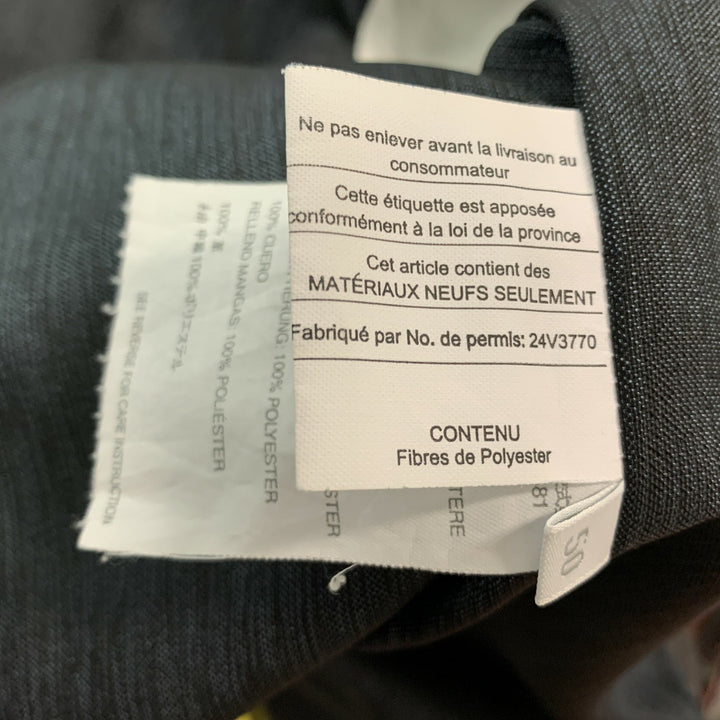 Ne pas enlever avant la livraison au
consommateur
Cette étiquette est apposée
conformément à la loi de la province
Cet article contient des
MATÉRIAUX NEUFS SEULEMENT
Fabriqué par No. de permis: 24V3770
CONTENU
Fibres de Polyester
100% CUERO
RELLENO MANGAS: 100% POLIÉSTER
100% POLYESTER
SEE REVERSE FOR CARE INSTRUCTION
50